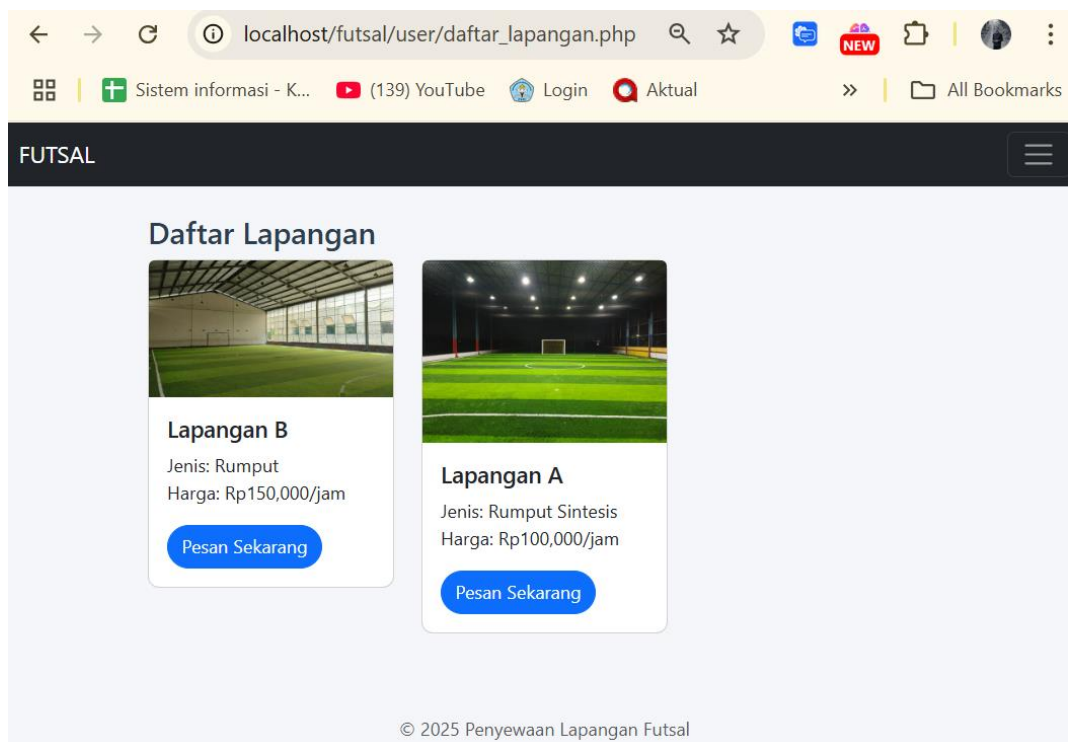 localhost/futsal/user/daftar_lapangan.php
NEW
Sistem informasi - K...
(139) YouTube
Login
Aktual
»
All Bookmarks
FUTSAL
Daftar Lapangan
Lapangan B
Jenis: Rumput
Harga: Rp150,000/jam
Pesan Sekarang
Lapangan A
Jenis: Rumput Sintesis
Harga: Rp100,000/jam
Pesan Sekarang
© 2025 Penyewaan Lapangan Futsal